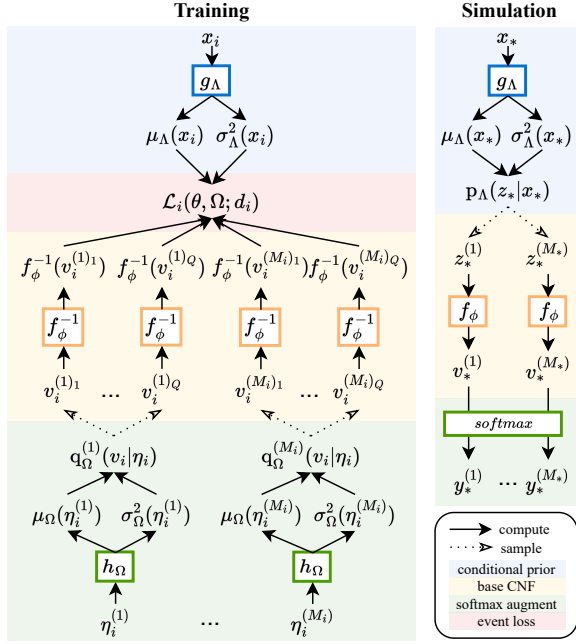 Training
x_i
g_Λ
μ_Λ(x_i) σ²_Λ(x_i)
ℒ_i(θ, Ω; d_i)
f_ϕ^{-1}(v_i^{(1)_1}) f_ϕ^{-1}(v_i^{(1)_Q}) f_ϕ^{-1}(v_i^{(M_i)_1}) f_ϕ^{-1}(v_i^{(M_i)_Q})
f_ϕ^{-1} f_ϕ^{-1} f_ϕ^{-1} f_ϕ^{-1}
v_i^{(1)_1} ... v_i^{(1)_Q} v_i^{(M_i)_1} ... v_i^{(M_i)_Q}
q_Ω^{(1)}(v_i|η_i) q_Ω^{(M_i)}(v_i|η_i)
μ_Ω(η_i^{(1)}) σ²_Ω(η_i^{(1)}) μ_Ω(η_i^{(M_i)}) σ²_Ω(η_i^{(M_i)})
h_Ω h_Ω
η_i^{(1)} ... η_i^{(M_i)}
Simulation
x_*
g_Λ
μ_Λ(x_*) σ²_Λ(x_*)
p_Λ(z_*|x_*)
z_*^{(1)} z_*^{(M_*)}
f_ϕ f_ϕ
v_*^{(1)} v_*^{(M_*)}
softmax
y_*^{(1)} ... y_*^{(M_*)}
compute
sample
conditional prior
base CNF
softmax augment
event loss